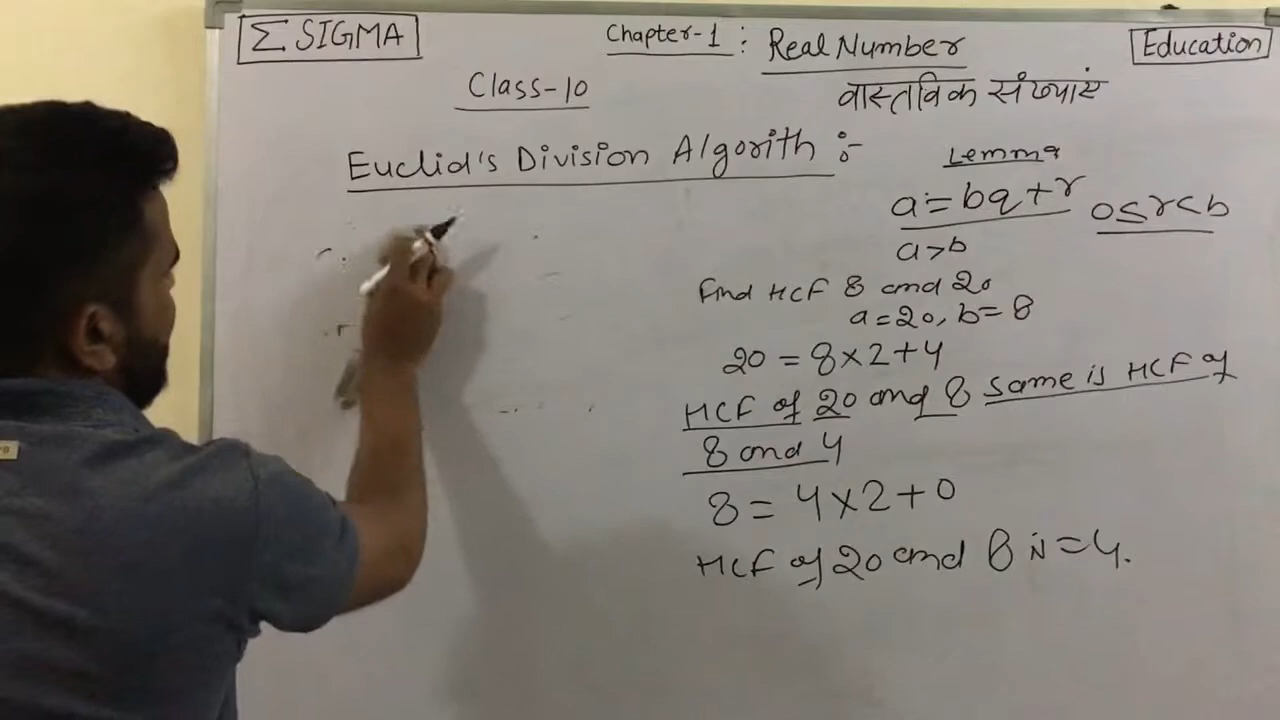 Σ SIGMA
Chapter-1 : Real Number
Education
Class-10
वास्तविक संख्याएं
Euclid's Division Algorith :-
Lemma
a = bq + r 0 ≤ r < b
a > b
Find HCF 8 and 20
a = 20, b = 8
20 = 8 × 2 + 4
HCF of 20 and 8 same is HCF of
8 and 4
8 = 4 × 2 + 0
HCF of 20 and 8 is = 4.